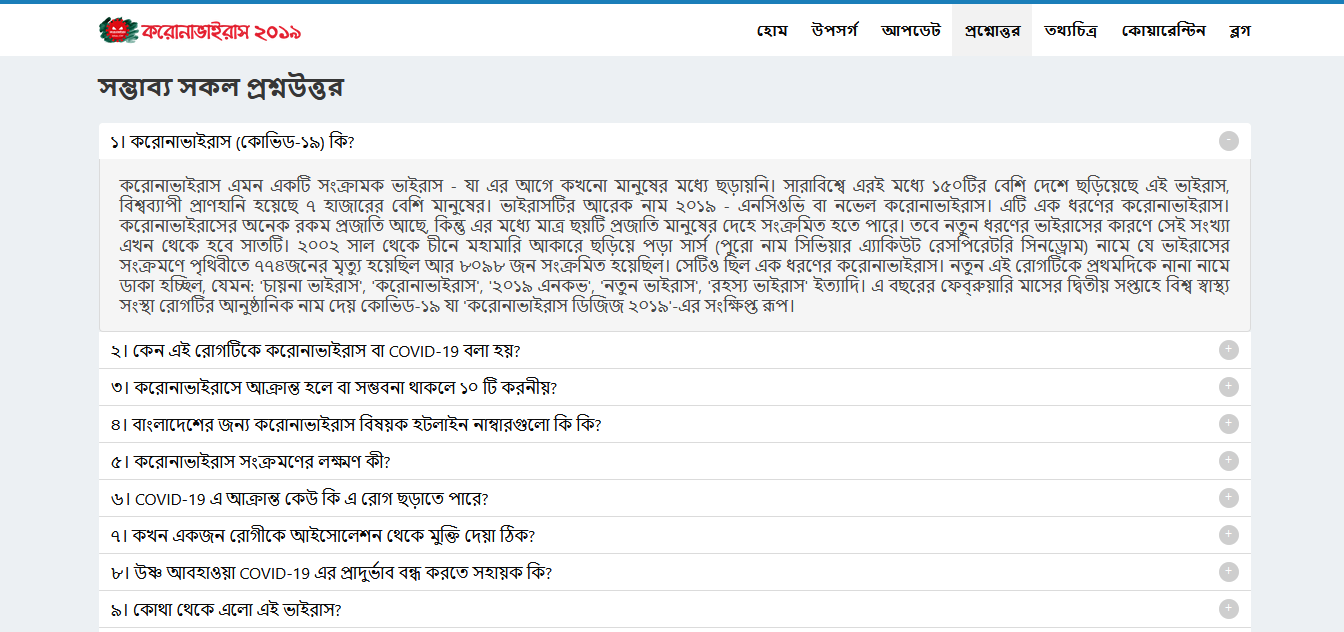 করোনাভাইরাস ২০১৯
হোম উপসর্গ আপডেট প্রশ্নোত্তর তথ্যচিত্র কোয়ারেন্টিন ব্লগ
সম্ভাব্য সকল প্রশ্নউত্তর
১। করোনাভাইরাস (কোভিড-১৯) কি?
করোনাভাইরাস এমন একটি সংক্রামক ভাইরাস - যা এর আগে কখনো মানুষের মধ্যে ছড়ায়নি। সারাবিশ্বে এরই মধ্যে ১৫০টির বেশি দেশে ছড়িয়েছে এই ভাইরাস,
বিশ্বব্যাপী প্রাণহানি হয়েছে ৭ হাজারের বেশি মানুষের। ভাইরাসটির আরেক নাম ২০১৯ - এনসিওভি বা নভেল করোনাভাইরাস। এটি এক ধরণের করোনাভাইরাস।
করোনাভাইরাসের অনেক রকম প্রজাতি আছে, কিন্তু এর মধ্যে মাত্র ছয়টি প্রজাতি মানুষের দেহে সংক্রমিত হতে পারে। তবে নতুন ধরণের ভাইরাসের কারণে সেই সংখ্যা
এখন থেকে হবে সাতটি। ২০০২ সাল থেকে চীনে মহামারি আকারে ছড়িয়ে পড়া সার্স (পুরো নাম সিভিয়ার এ্যাকিউট রেসপিরেটরি সিনড্রোম) নামে যে ভাইরাসের
সংক্রমণে পৃথিবীতে ৭৭৪জনের মৃত্যু হয়েছিল আর ৮০৯৮ জন সংক্রমিত হয়েছিল। সেটিও ছিল এক ধরণের করোনাভাইরাস। নতুন এই রোগটিকে প্রথমদিকে নানা নামে
ডাকা হচ্ছিল, যেমন: 'চায়না ভাইরাস', 'করোনাভাইরাস', '২০১৯ এনকভ', 'নতুন ভাইরাস', 'রহস্য ভাইরাস' ইত্যাদি। এ বছরের ফেব্রুয়ারি মাসের দ্বিতীয় সপ্তাহে বিশ্ব স্বাস্থ্য
সংস্থা রোগটির আনুষ্ঠানিক নাম দেয় কোভিড-১৯ যা 'করোনাভাইরাস ডিজিজ ২০১৯'-এর সংক্ষিপ্ত রূপ।
২। কেন এই রোগটিকে করোনাভাইরাস বা COVID-19 বলা হয়?
৩। করোনাভাইরাসে আক্রান্ত হলে বা সম্ভবনা থাকলে ১০ টি করনীয়?
৪। বাংলাদেশের জন্য করোনাভাইরাস বিষয়ক হটলাইন নাম্বারগুলো কি কি?
৫। করোনাভাইরাস সংক্রমণের লক্ষ্মণ কী?
৬। COVID-19 এ আক্রান্ত কেউ কি এ রোগ ছড়াতে পারে?
৭। কখন একজন রোগীকে আইসোলেশন থেকে মুক্তি দেয়া ঠিক?
৮। উষ্ণ আবহাওয়া COVID-19 এর প্রাদুর্ভাব বন্ধ করতে সহায়ক কি?
৯। কোথা থেকে এলো এই ভাইরাস?